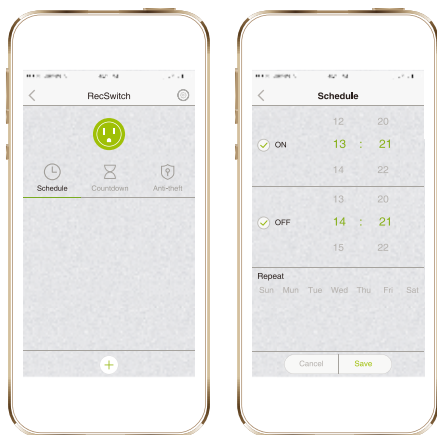 RecSwitch
Schedule Countdown Anti-theft
Schedule
12 20
ON 13 : 21
14 22
13 20
OFF 14 : 21
15 22
Repeat
Sun Mon Tue Wed Thu Fri Sat
Cancel Save